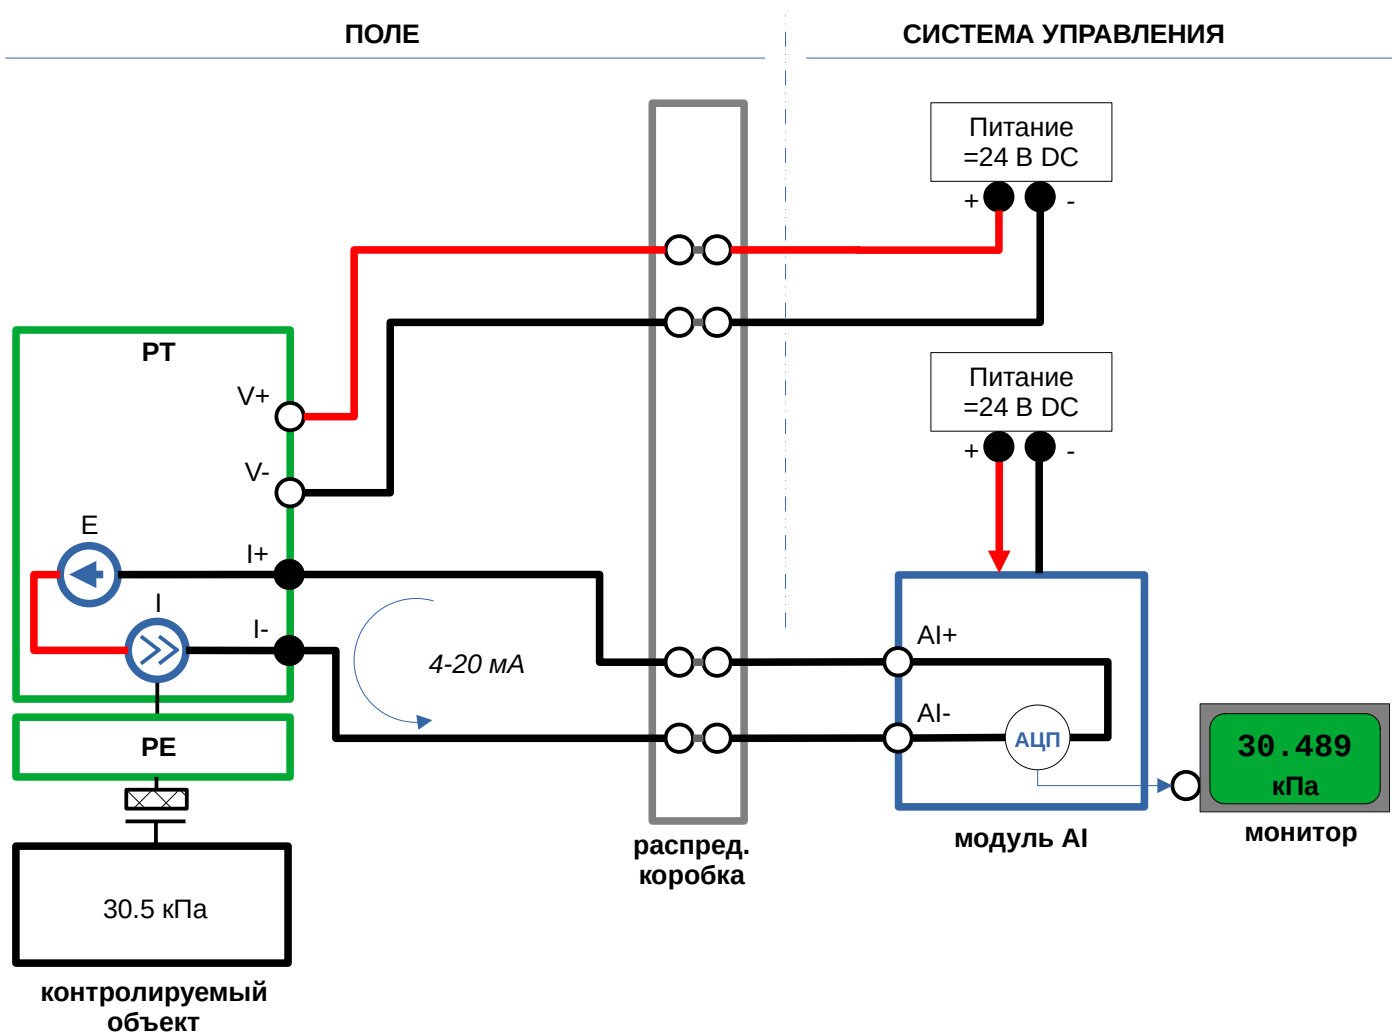 ПОЛЕ
СИСТЕМА УПРАВЛЕНИЯ
Питание
=24 В DC
+
-
PT
V+
V-
Питание
=24 В DC
+
-
E
I+
I
I-
4-20 мА
AI+
AI-
АЦП
PE
30.489
кПа
модуль AI
монитор
распред.
коробка
30.5 кПа
контролируемый
объект